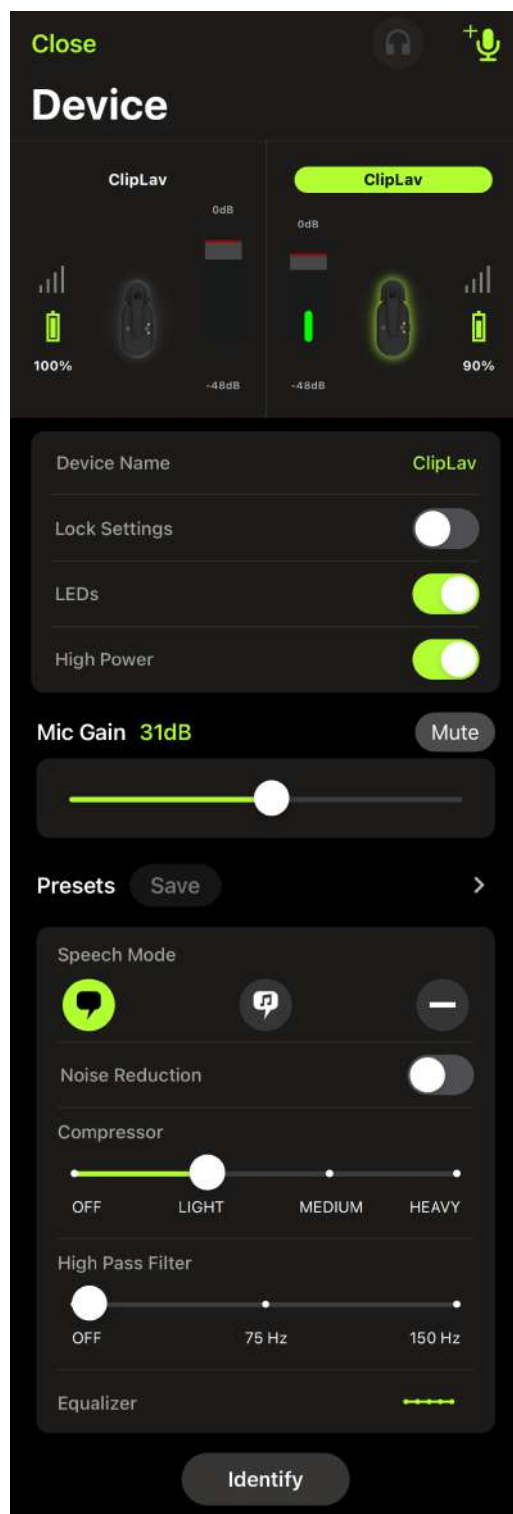 Close
Device
ClipLav
ClipLav
0dB
0dB
100%
90%
-48dB
-48dB
Device Name ClipLav
Lock Settings
LEDs
High Power
Mic Gain 31dB Mute
Presets Save
Speech Mode
Noise Reduction
Compressor
OFF LIGHT MEDIUM HEAVY
High Pass Filter
OFF 75 Hz 150 Hz
Equalizer
Identify